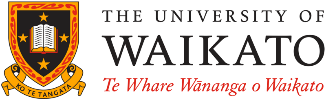 KO TE TANGATA
THE UNIVERSITY OF
WAIKATO
Te Whare Wānanga o Waikato